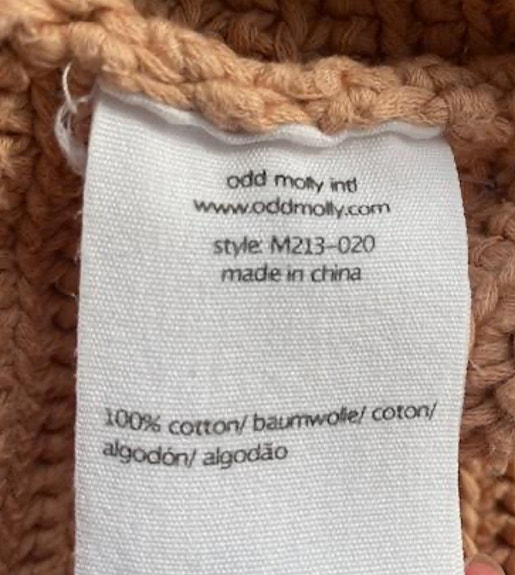 odd molly intl
www.oddmolly.com
style: M213-020
made in china
100% cotton/ baumwolle/ coton/
algodón/ algodão